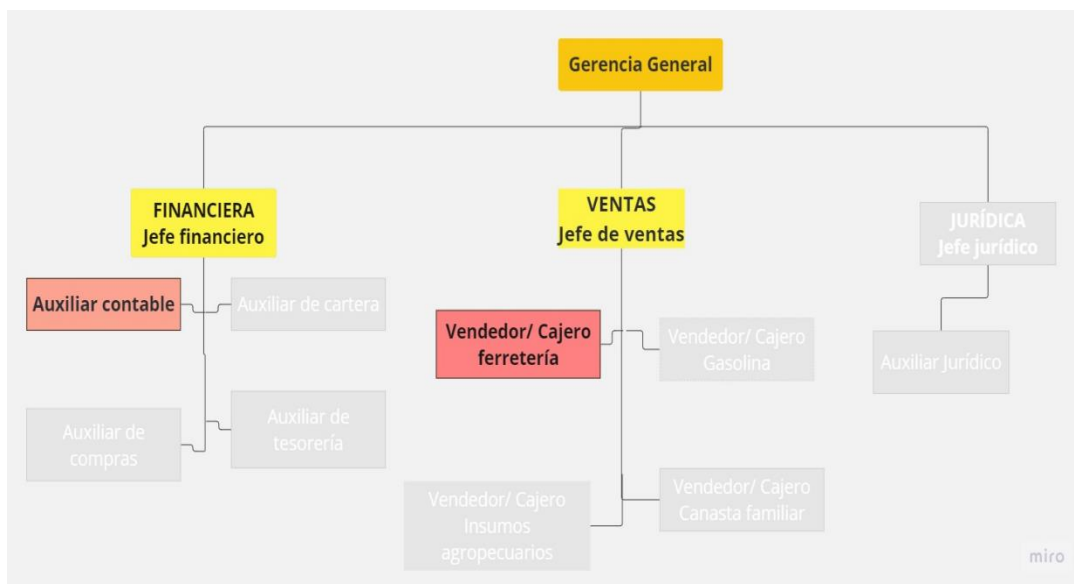 Gerencia General
FINANCIERA
Jefe financiero
VENTAS
Jefe de ventas
JURÍDICA
Jefe jurídico
Auxiliar contable
Auxiliar de cartera
Vendedor/ Cajero
ferretería
Vendedor/ Cajero
Gasolina
Auxiliar Jurídico
Auxiliar de
compras
Auxiliar de
tesorería
Vendedor/ Cajero
Insumos
agropecuarios
Vendedor/ Cajero
Canasta familiar
miro